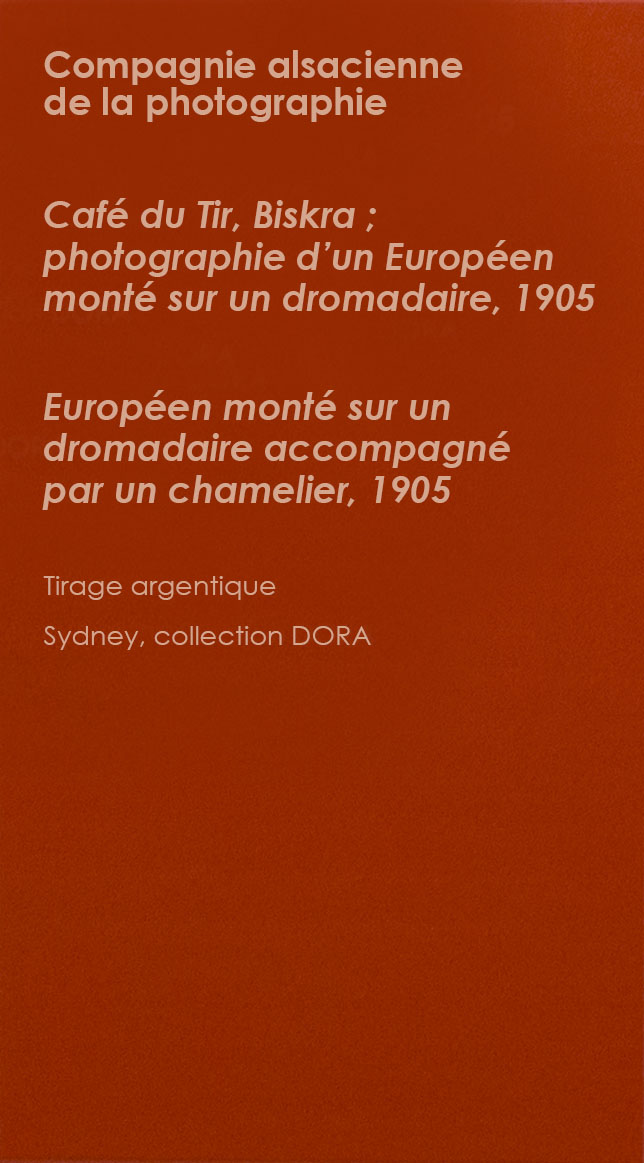 Compagnie alsacienne
de la photographie
Café du Tir, Biskra ;
photographie d’un Européen
monté sur un dromadaire, 1905
Européen monté sur un
dromadaire accompagné
par un chamelier, 1905
Tirage argentique
Sydney, collection DORA